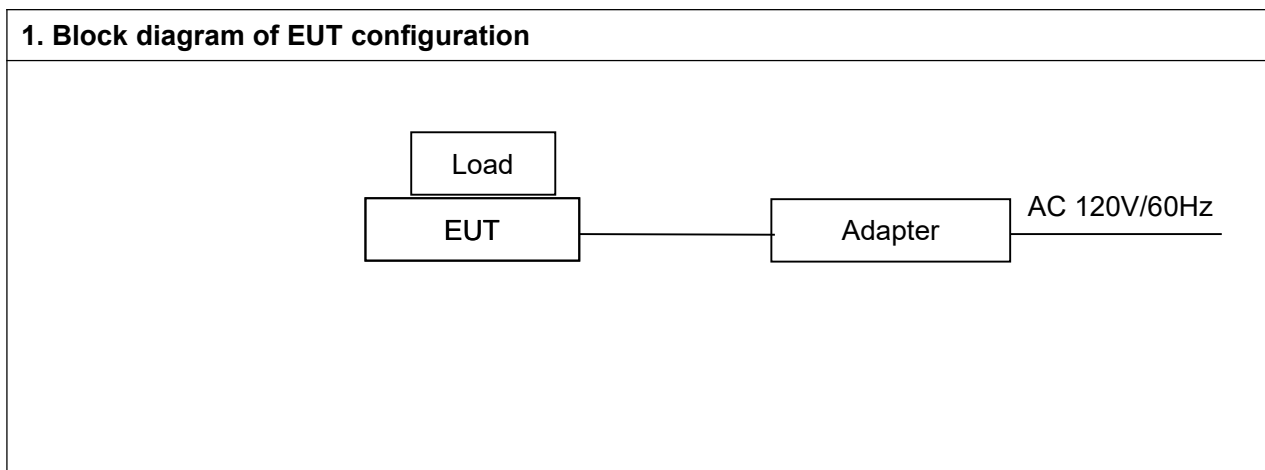 1. Block diagram of EUT configuration
Load
AC 120V/60Hz
EUT
Adapter